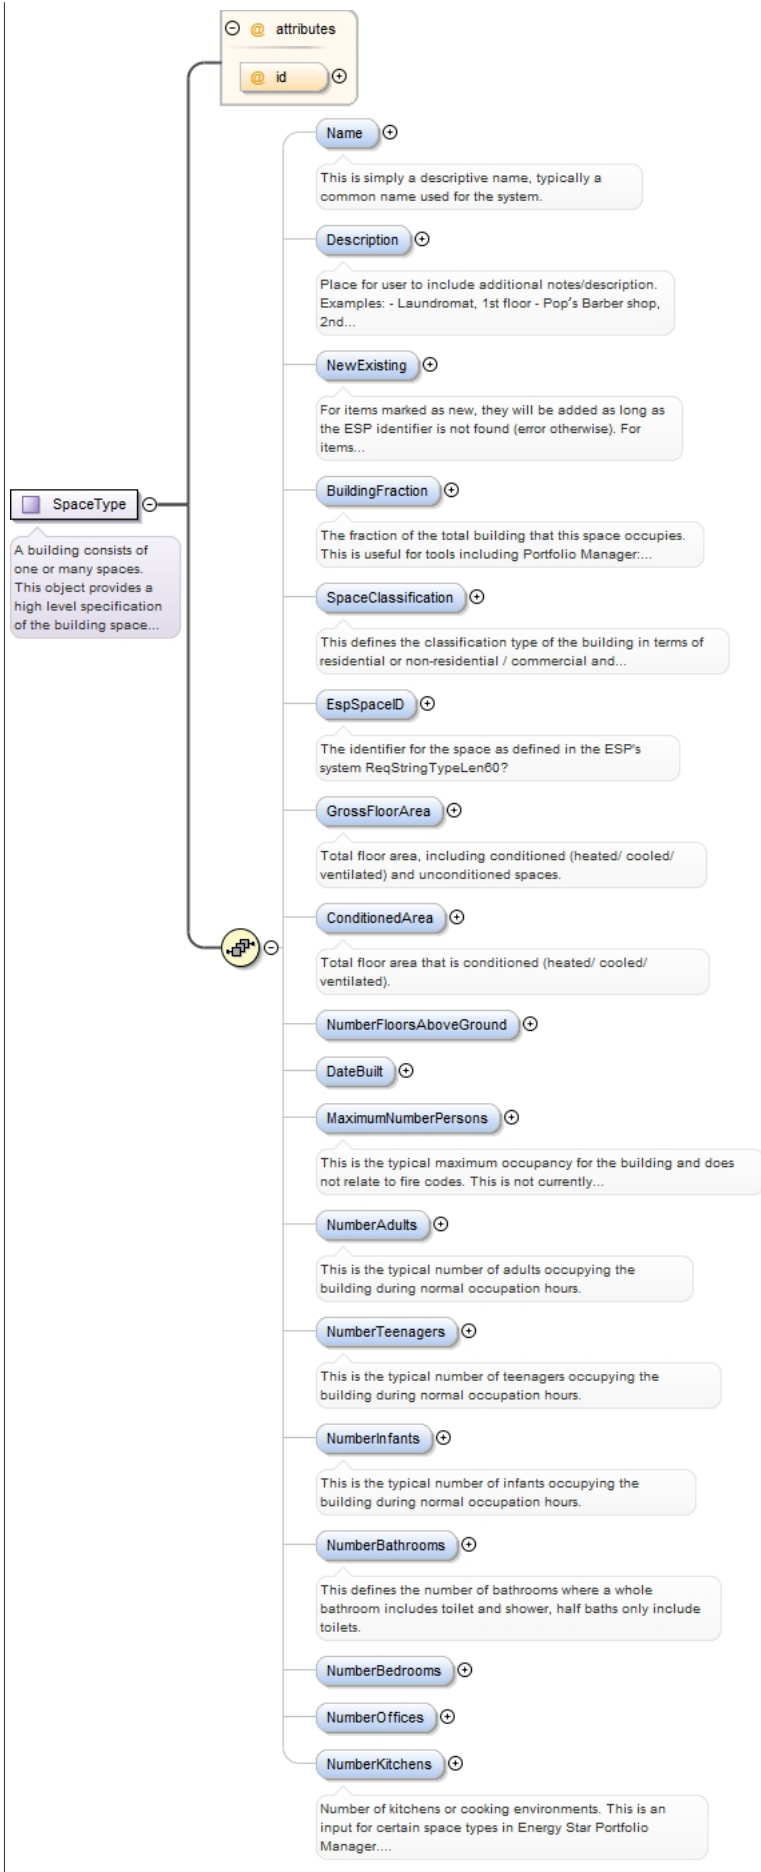 @ attributes
@ id
Name
This is simply a descriptive name, typically a
common name used for the system.
Description
Place for user to include additional notes/description.
Examples: - Laundromat, 1st floor - Pop's Barber shop,
2nd...
NewExisting
For items marked as new, they will be added as long as
the ESP identifier is not found (error otherwise). For
items...
BuildingFraction
The fraction of the total building that this space occupies.
This is useful for tools including Portfolio Manager:...
SpaceType
A building consists of
one or many spaces.
This object provides a
high level specification
of the building space...
SpaceClassification
This defines the classification type of the building in terms of
residential or non-residential / commercial and...
EspSpaceID
The identifier for the space as defined in the ESP's
system ReqStringTypeLen60?
GrossFloorArea
Total floor area, including conditioned (heated/ cooled/
ventilated) and unconditioned spaces.
ConditionedArea
Total floor area that is conditioned (heated/ cooled/
ventilated).
NumberFloorsAboveGround
DateBuilt
MaximumNumberPersons
This is the typical maximum occupancy for the building and does
not relate to fire codes. This is not currently...
NumberAdults
This is the typical number of adults occupying the
building during normal occupation hours.
NumberTeenagers
This is the typical number of teenagers occupying the
building during normal occupation hours.
NumberInfants
This is the typical number of infants occupying the
building during normal occupation hours.
NumberBathrooms
This defines the number of bathrooms where a whole
bathroom includes toilet and shower, half baths only include
toilets.
NumberBedrooms
NumberOffices
NumberKitchens
Number of kitchens or cooking environments. This is an
input for certain space types in Energy Star Portfolio
Manager....